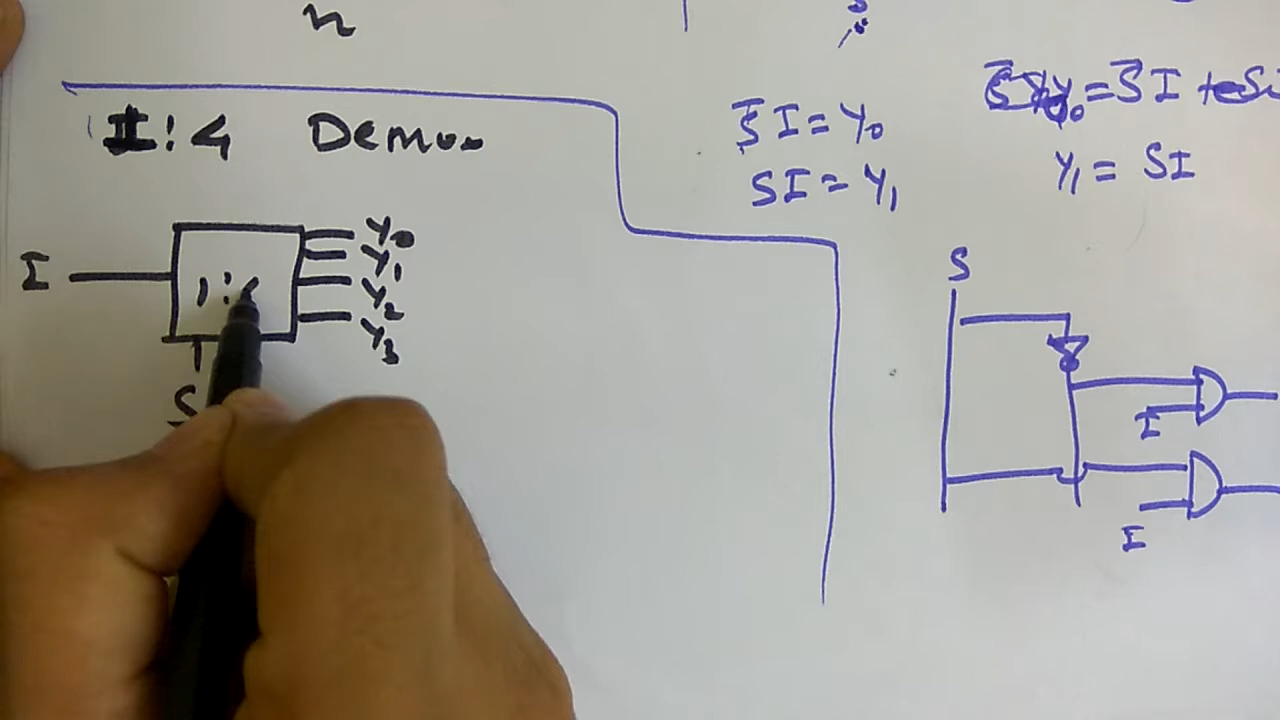 n
1:4 Demux
I
1:4
Y0
Y1
Y2
Y3
S
S̅I = Y0
SI = Y1
= S̅I +
Y1 = SI
S
I
I